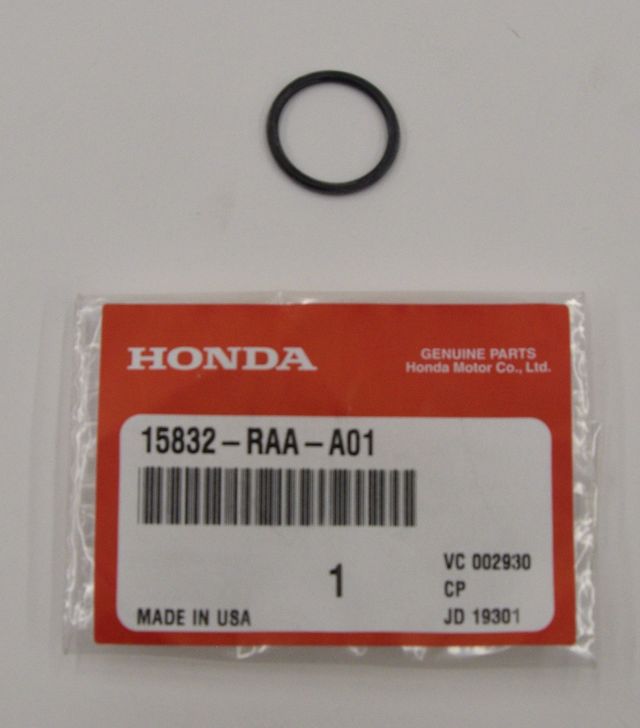 HONDA
GENUINE PARTS
Honda Motor Co., Ltd.
15832-RAA-A01
1
VC 002930
CP
MADE IN USA
JD 19301